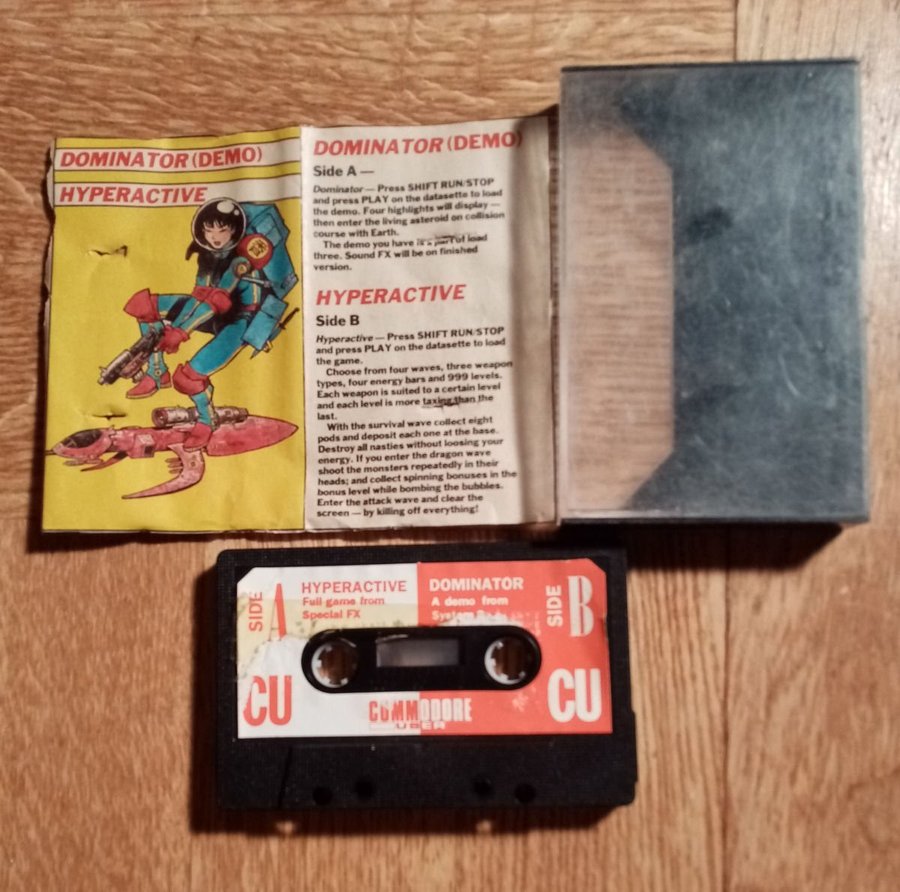 DOMINATOR (DEMO)
HYPERACTIVE
DOMINATOR (DEMO)
Side A —
Dominator — Press SHIFT RUN/STOP
and press PLAY on the datasette to load
the demo. Four highlights will display —
then enter the living asteroid on collision
course with Earth.
The demo you have is a part of load
three. Sound FX will be on finished
version.
HYPERACTIVE
Side B
Hyperactive — Press SHIFT RUN/STOP
and press PLAY on the datasette to load
the game.
Choose from four waves, three weapon
types, four energy bars and 999 levels.
Each weapon is suited to a certain level
and each level is more taxing than the
last.
With the survival wave collect eight
pods and deposit each one at the base.
Destroy all nasties without loosing your
energy. If you enter the dragon wave
shoot the monsters repeatedly in their
heads; and collect spinning bonuses in the
bonus level while bombing the bubbles.
Enter the attack wave and clear the
screen — by killing off everything!
SIDE A
HYPERACTIVE
Full game from
Special FX
DOMINATOR
A demo from
System
SIDE B
CU
COMMODORE
USER
CU